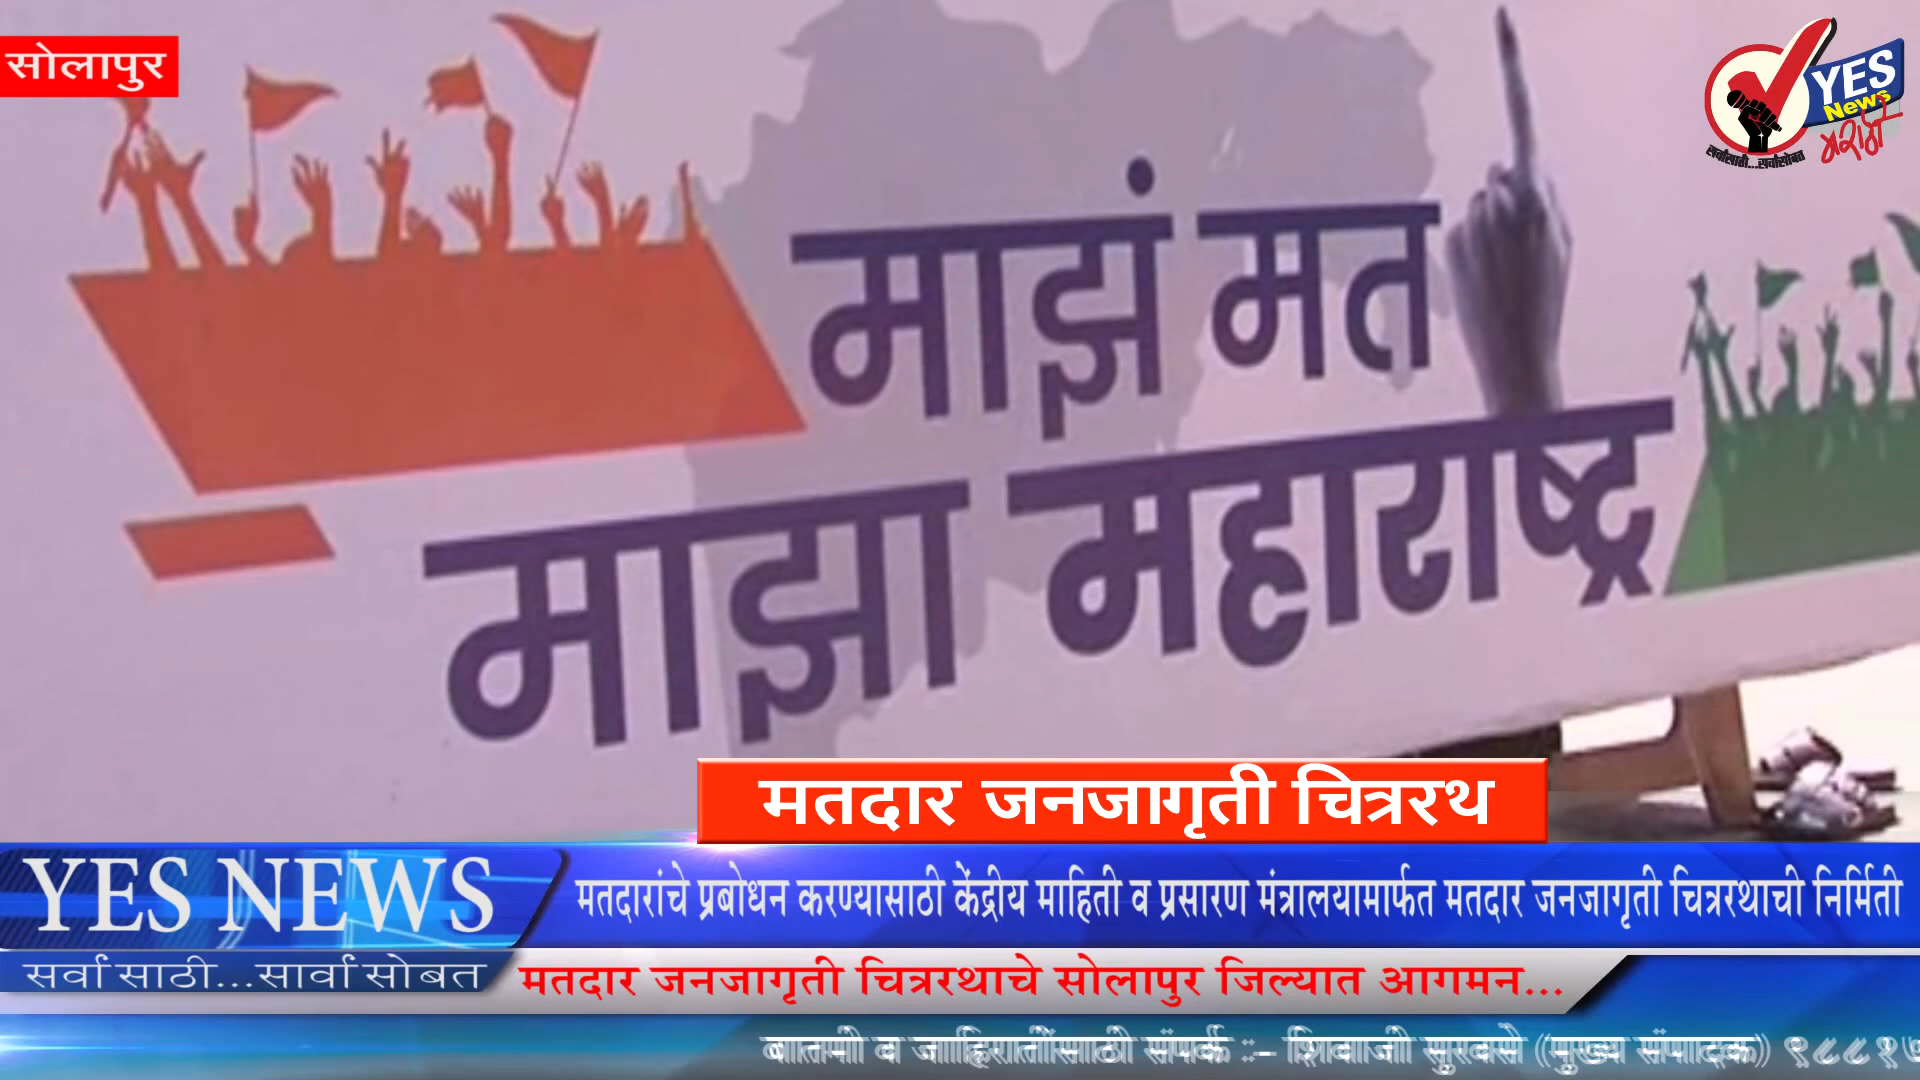 सोलापुर
YES
News
मराठी
सर्वांसाठी...सर्वांसोबत
माझं मत
माझा महाराष्ट्र
मतदार जनजागृती चित्ररथ
YES NEWS
मतदारांचे प्रबोधन करण्यासाठी केंद्रीय माहिती व प्रसारण मंत्रालयामार्फत मतदार जनजागृती चित्ररथाची निर्मिती
सर्वांसाठी...सार्वांसोबत
मतदार जनजागृती चित्ररथाचे सोलापुर जिल्यात आगमन...
बातमी व जाहिरातींसाठी संपर्क :- शिवाजी सुरवसे (मुख्य संपादक) ९८८१